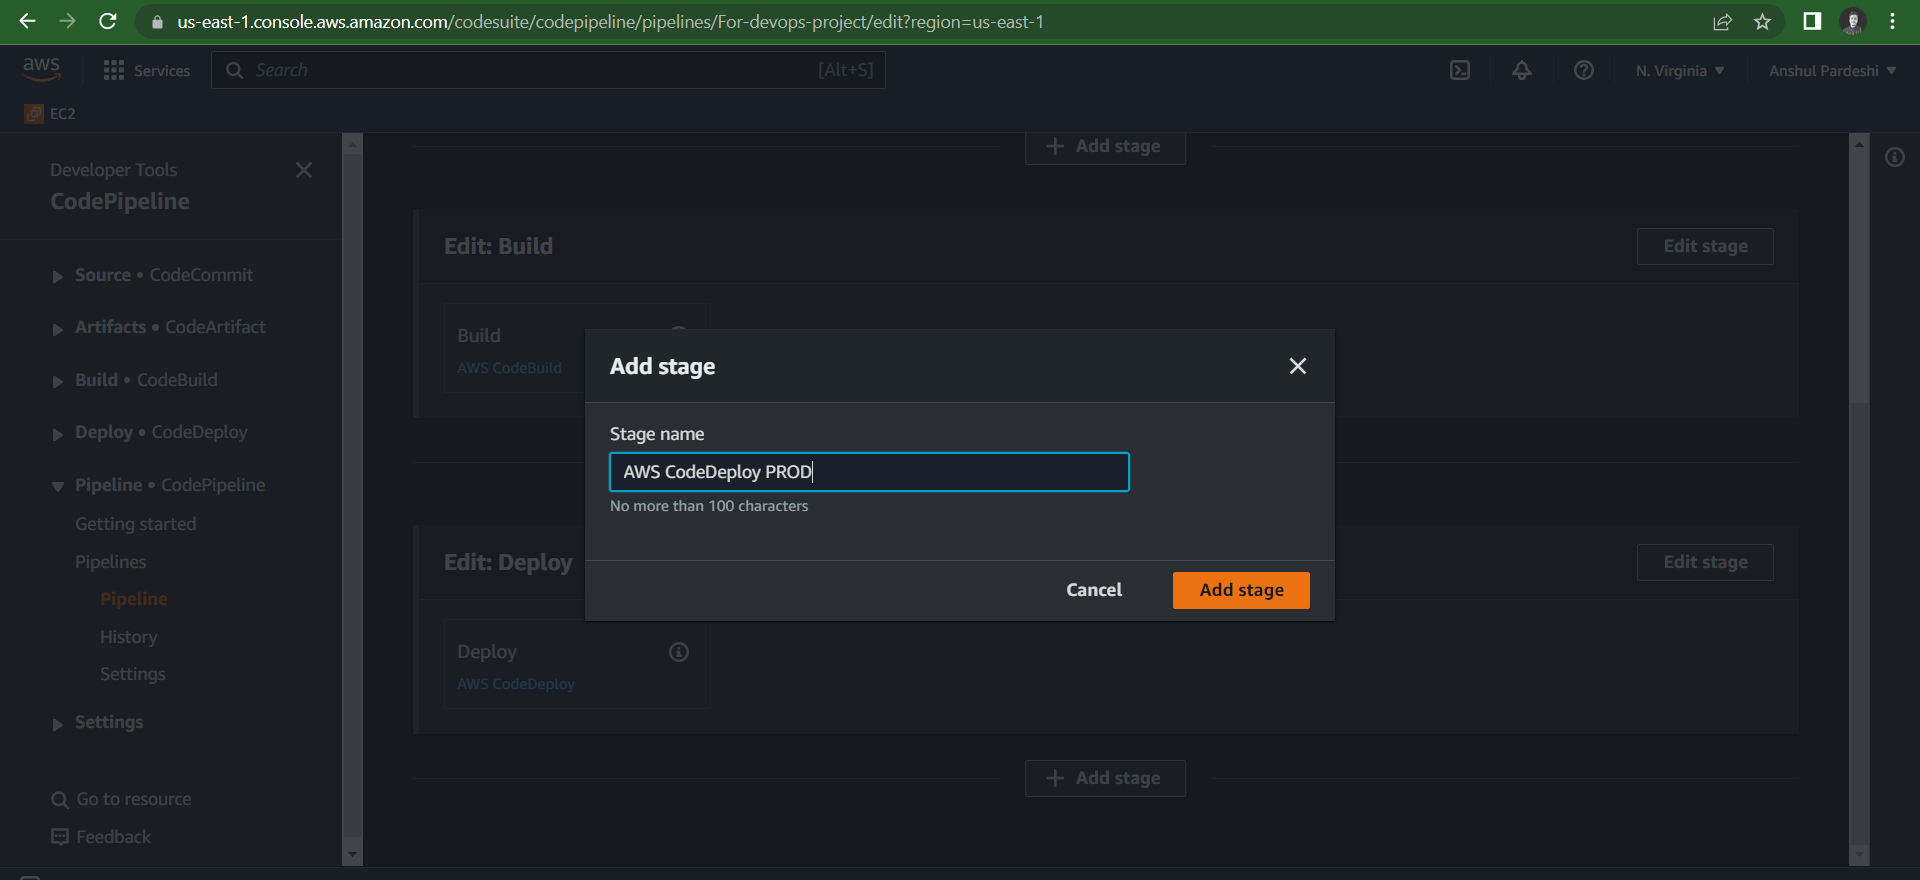 us-east-1.console.aws.amazon.com/codesuite/codepipeline/pipelines/For-devops-project/edit?region=us-east-1
aws
Services
Search
[Alt+S]
N. Virginia
Anshul Pardeshi
EC2
Developer Tools
CodePipeline
Source • CodeCommit
Artifacts • CodeArtifact
Build • CodeBuild
Deploy • CodeDeploy
Pipeline • CodePipeline
Getting started
Pipelines
Pipeline
History
Settings
Settings
Go to resource
Feedback
Add stage
Edit: Build
Edit stage
Build
AWS CodeBuild
Add stage
Stage name
AWS CodeDeploy PROD
No more than 100 characters
Cancel
Add stage
Edit: Deploy
Edit stage
Deploy
AWS CodeDeploy
Add stage